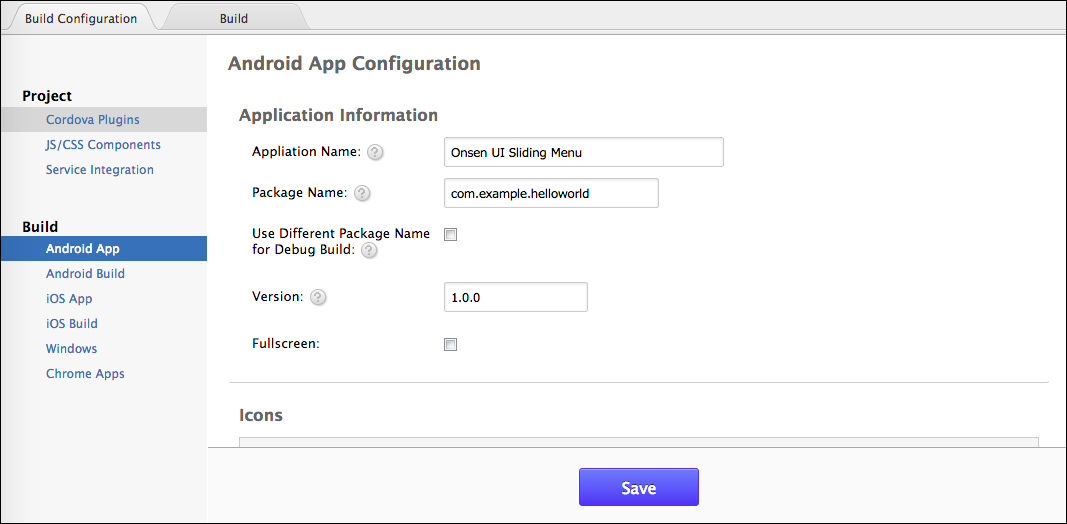 Build Configuration
Build
Project
Cordova Plugins
JS/CSS Components
Service Integration
Build
Android App
Android Build
iOS App
iOS Build
Windows
Chrome Apps
Android App Configuration
Application Information
Appliation Name: ?
Onsen UI Sliding Menu
Package Name: ?
com.example.helloworld
Use Different Package Name
for Debug Build: ?
Version: ?
1.0.0
Fullscreen:
Icons
Save